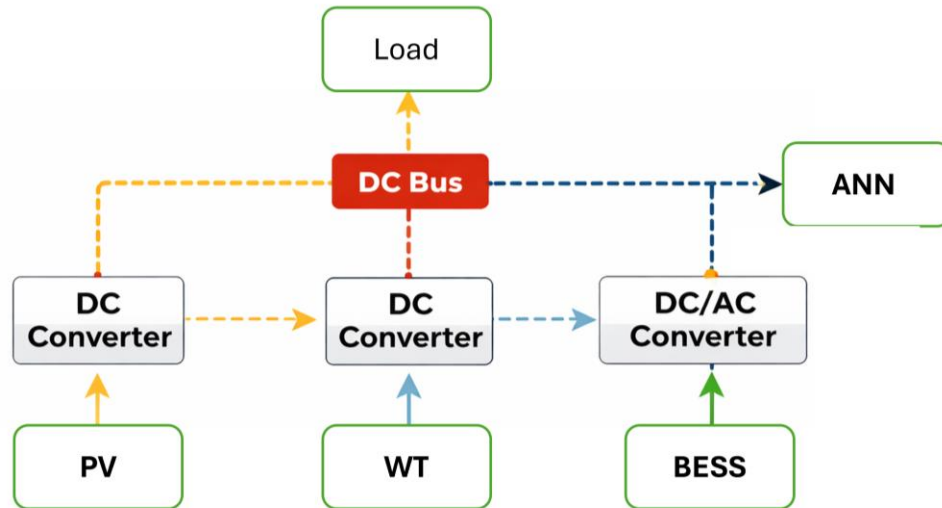 Load
DC Bus
ANN
DC
Converter
DC
Converter
DC/AC
Converter
PV
WT
BESS